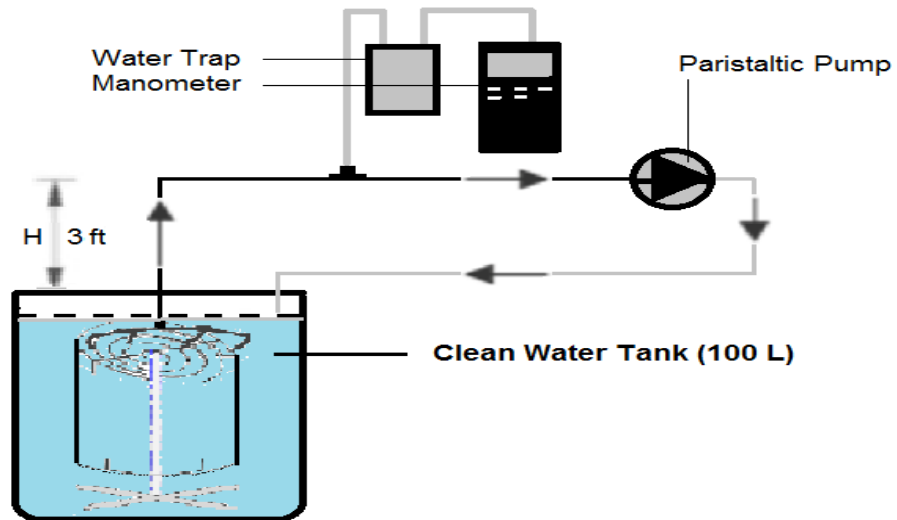 Water Trap
Manometer
Paristaltic Pump
H 3 ft
Clean Water Tank (100 L)